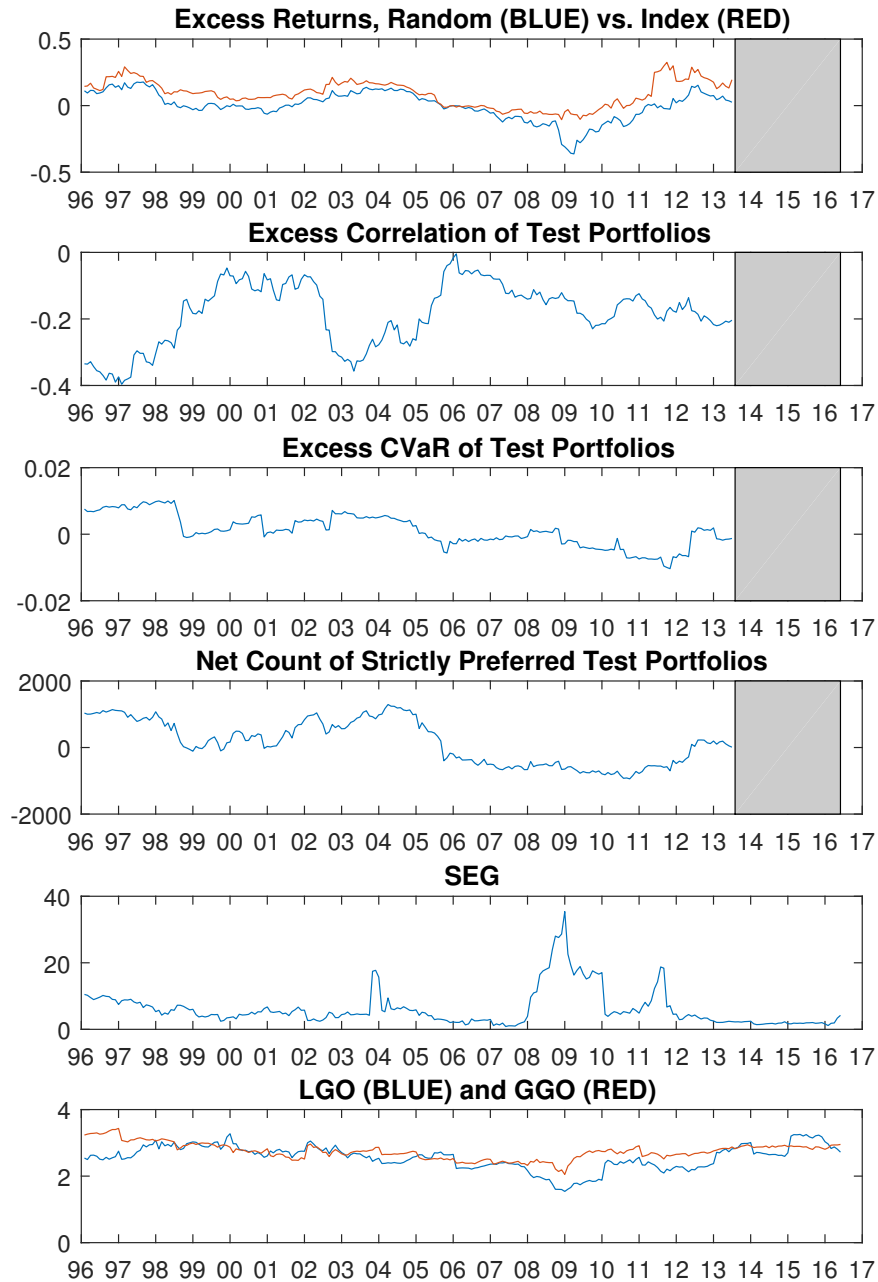 Excess Returns, Random (BLUE) vs. Index (RED)
0.5
0
-0.5
96 97 98 99 00 01 02 03 04 05 06 07 08 09 10 11 12 13 14 15 16 17
Excess Correlation of Test Portfolios
0
-0.2
-0.4
96 97 98 99 00 01 02 03 04 05 06 07 08 09 10 11 12 13 14 15 16 17
Excess CVaR of Test Portfolios
0.02
0
-0.02
96 97 98 99 00 01 02 03 04 05 06 07 08 09 10 11 12 13 14 15 16 17
Net Count of Strictly Preferred Test Portfolios
2000
0
-2000
96 97 98 99 00 01 02 03 04 05 06 07 08 09 10 11 12 13 14 15 16 17
SEG
40
20
0
96 97 98 99 00 01 02 03 04 05 06 07 08 09 10 11 12 13 14 15 16 17
LGO (BLUE) and GGO (RED)
4
2
0
96 97 98 99 00 01 02 03 04 05 06 07 08 09 10 11 12 13 14 15 16 17